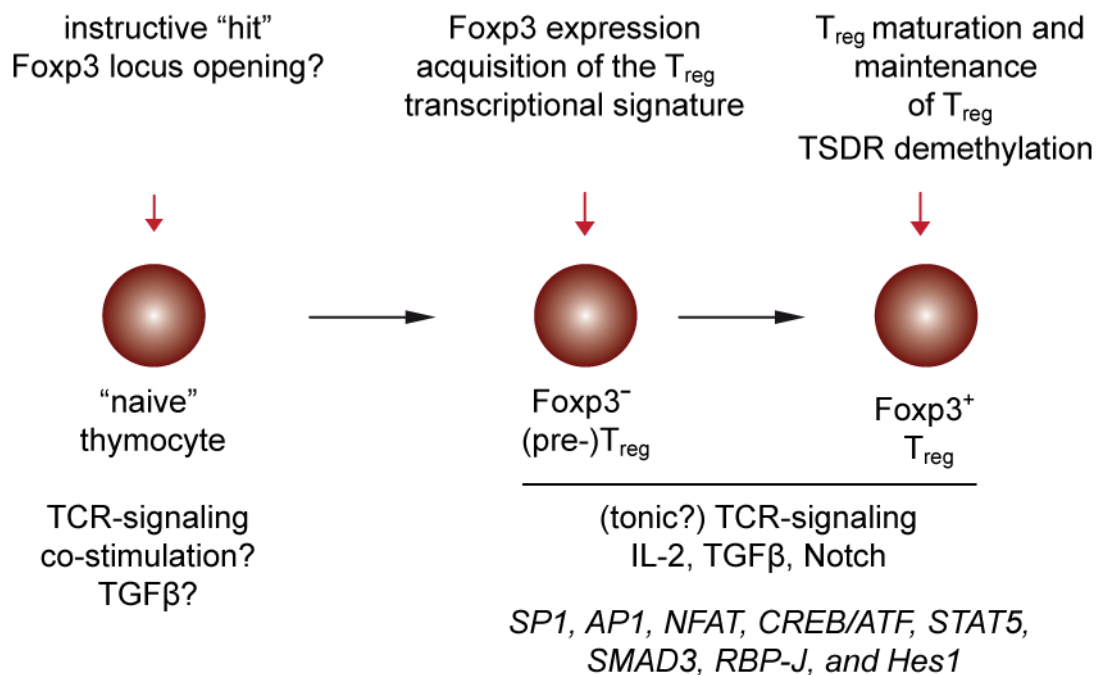 instructive “hit”
Foxp3 locus opening?
Foxp3 expression
acquisition of the Treg
transcriptional signature
Treg maturation and
maintenance
of Treg
TSDR demethylation
“naive”
thymocyte
Foxp3⁻
(pre-)Treg
Foxp3⁺
Treg
TCR-signaling
co-stimulation?
TGFβ?
(tonic?) TCR-signaling
IL-2, TGFβ, Notch
SP1, AP1, NFAT, CREB/ATF, STAT5,
SMAD3, RBP-J, and Hes1